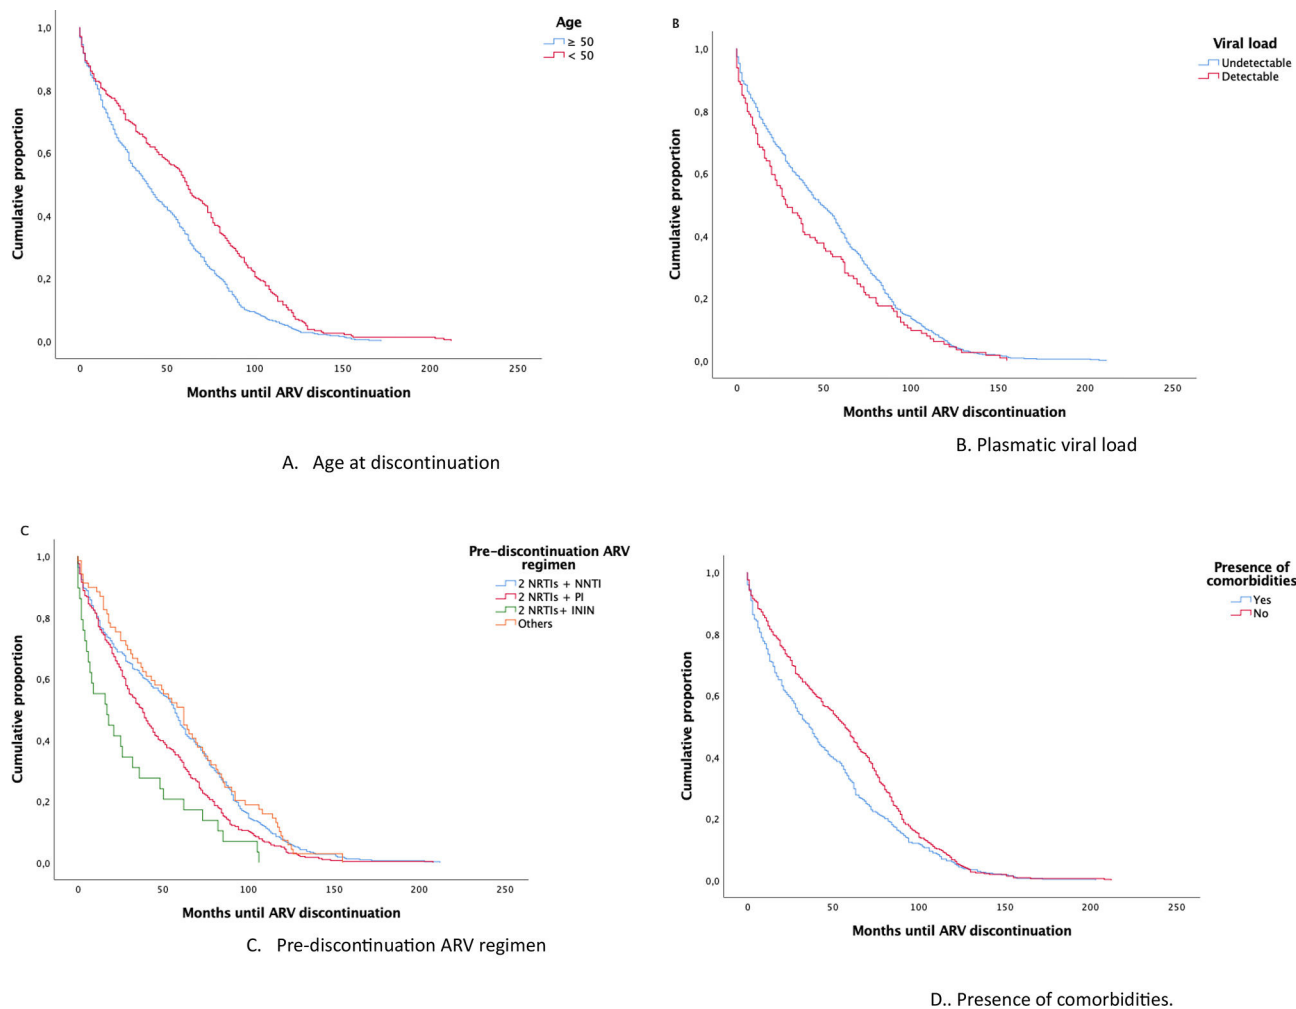 Age
≥ 50
< 50
Cumulative proportion
1,0
0,8
0,6
0,4
0,2
0,0
0 50 100 150 200 250
Months until ARV discontinuation
A. Age at discontinuation
B
Viral load
Undetectable
Detectable
Cumulative proportion
1,0
0,8
0,6
0,4
0,2
0,0
0 50 100 150 200 250
Months until ARV discontinuation
B. Plasmatic viral load
C
Pre-discontinuation ARV
regimen
2 NRTIs + NNTI
2 NRTIs + PI
2 NRTIs+ ININ
Others
Cumulative proportion
1,0
0,8
0,6
0,4
0,2
0,0
0 50 100 150 200 250
Months until ARV discontinuation
C. Pre-discontinuation ARV regimen
Presence of
comorbidities
Yes
No
Cumulative proportion
1,0
0,8
0,6
0,4
0,2
0,0
0 50 100 150 200 250
Months until ARV discontinuation
D.. Presence of comorbidities.